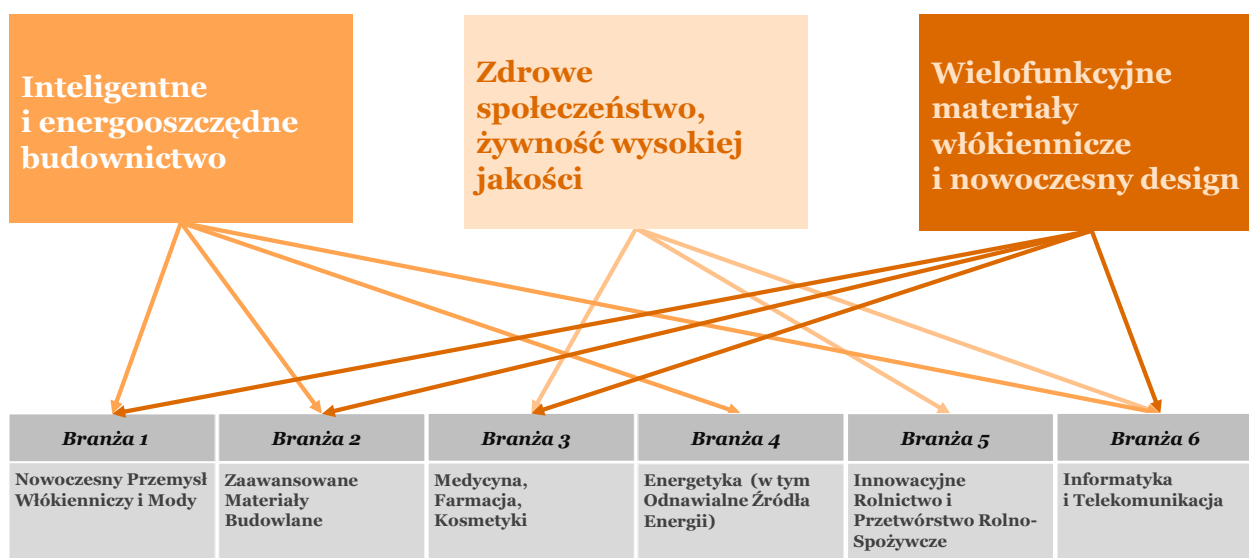 Inteligentne
i energooszczędne
budownictwo
Zdrowe
społeczeństwo,
żywność wysokiej
jakości
Wielofunkcyjne
materiały
włókiennicze
i nowoczesny design
Branża 1
Branża 2
Branża 3
Branża 4
Branża 5
Branża 6
Nowoczesny Przemysł
Włókienniczy i Mody
Zaawansowane
Materiały
Budowlane
Medycyna,
Farmacja,
Kosmetyki
Energetyka (w tym
Odnawialne Źródła
Energii)
Innowacyjne
Rolnictwo i
Przetwórstwo Rolno-
Spożywcze
Informatyka
i Telekomunikacja